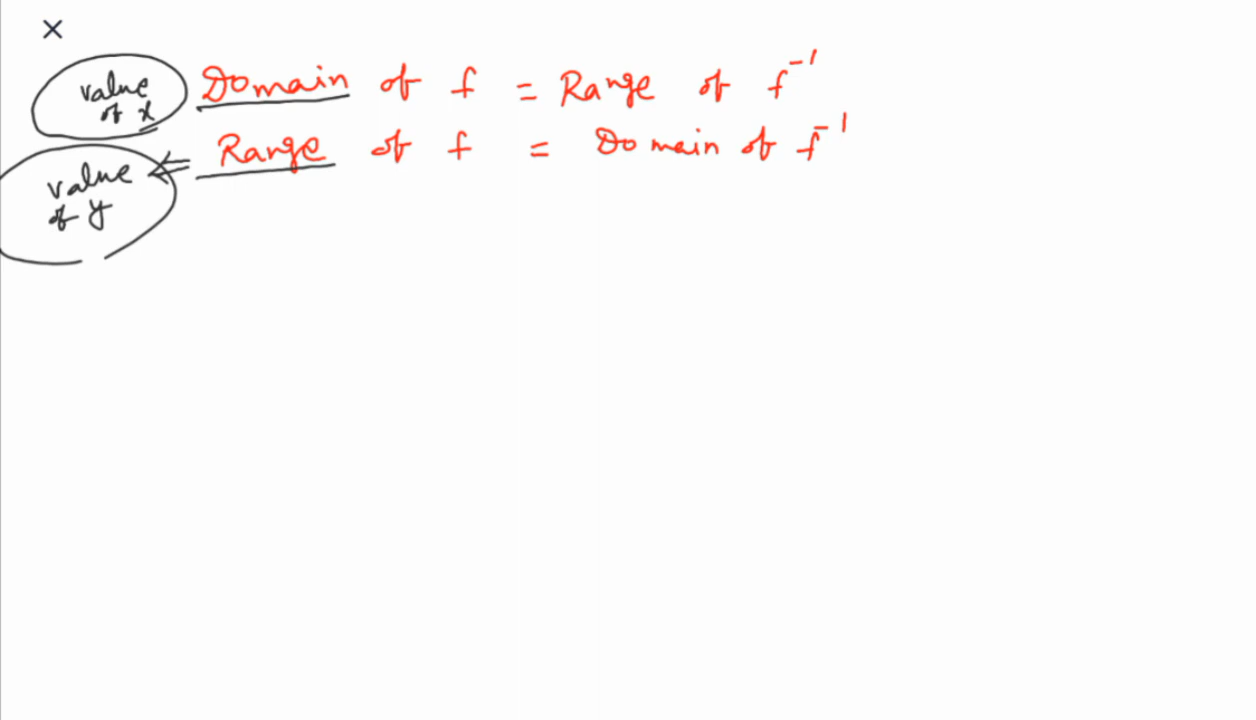 value of x
Domain of f = Range of f⁻¹
Range of f = Domain of f⁻¹
value of y